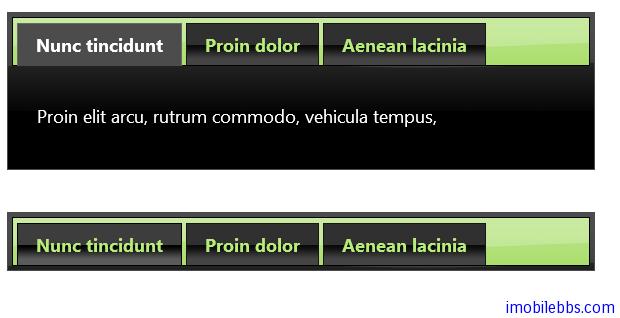 Nunc tincidunt Proin dolor Aenean lacinia
Proin elit arcu, rutrum commodo, vehicula tempus,
Nunc tincidunt Proin dolor Aenean lacinia
imobilebbs.com